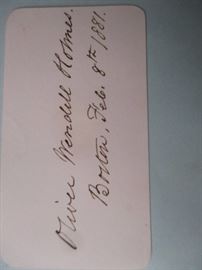 Oliver Wendell Holmes.
Boston, Feb. 8th 1881.